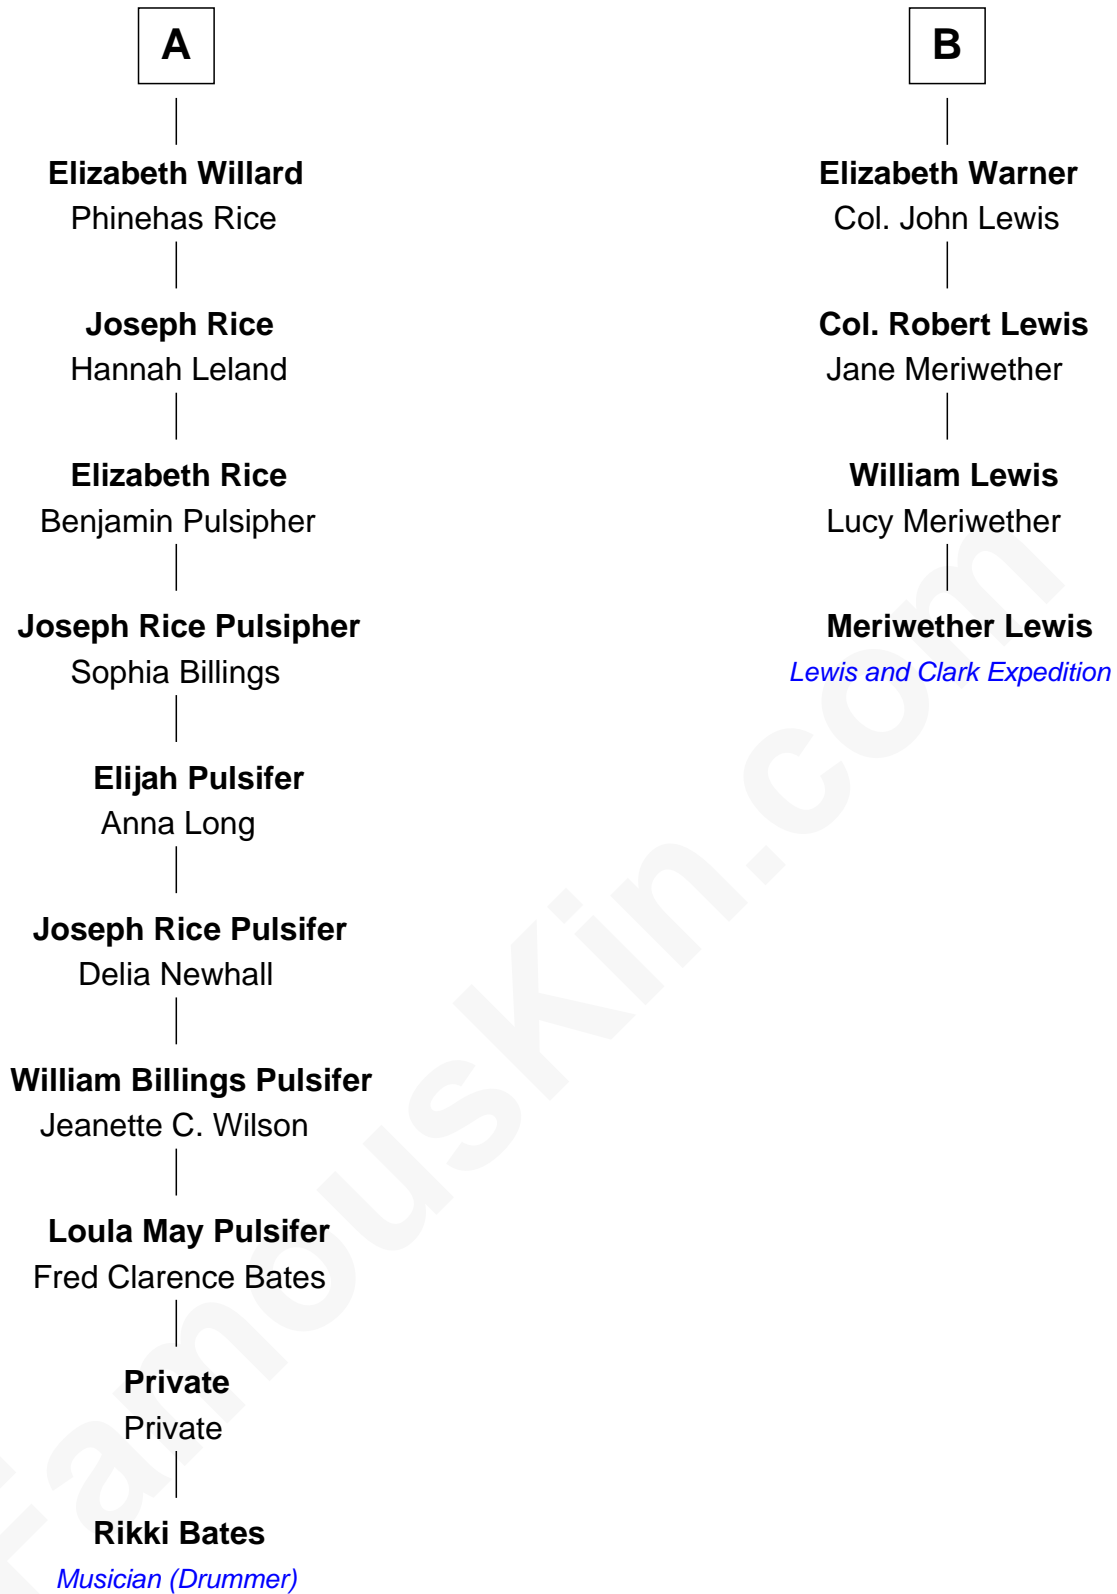 A
Elizabeth Willard
Phinehas Rice
Joseph Rice
Hannah Leland
Elizabeth Rice
Benjamin Pulsipher
Joseph Rice Pulsipher
Sophia Billings
Elijah Pulsifer
Anna Long
Joseph Rice Pulsifer
Delia Newhall
William Billings Pulsifer
Jeanette C. Wilson
Loula May Pulsifer
Fred Clarence Bates
Private
Private
Rikki Bates
Musician (Drummer)
B
Elizabeth Warner
Col. John Lewis
Col. Robert Lewis
Jane Meriwether
William Lewis
Lucy Meriwether
Meriwether Lewis
Lewis and Clark Expedition
FamousKin.com